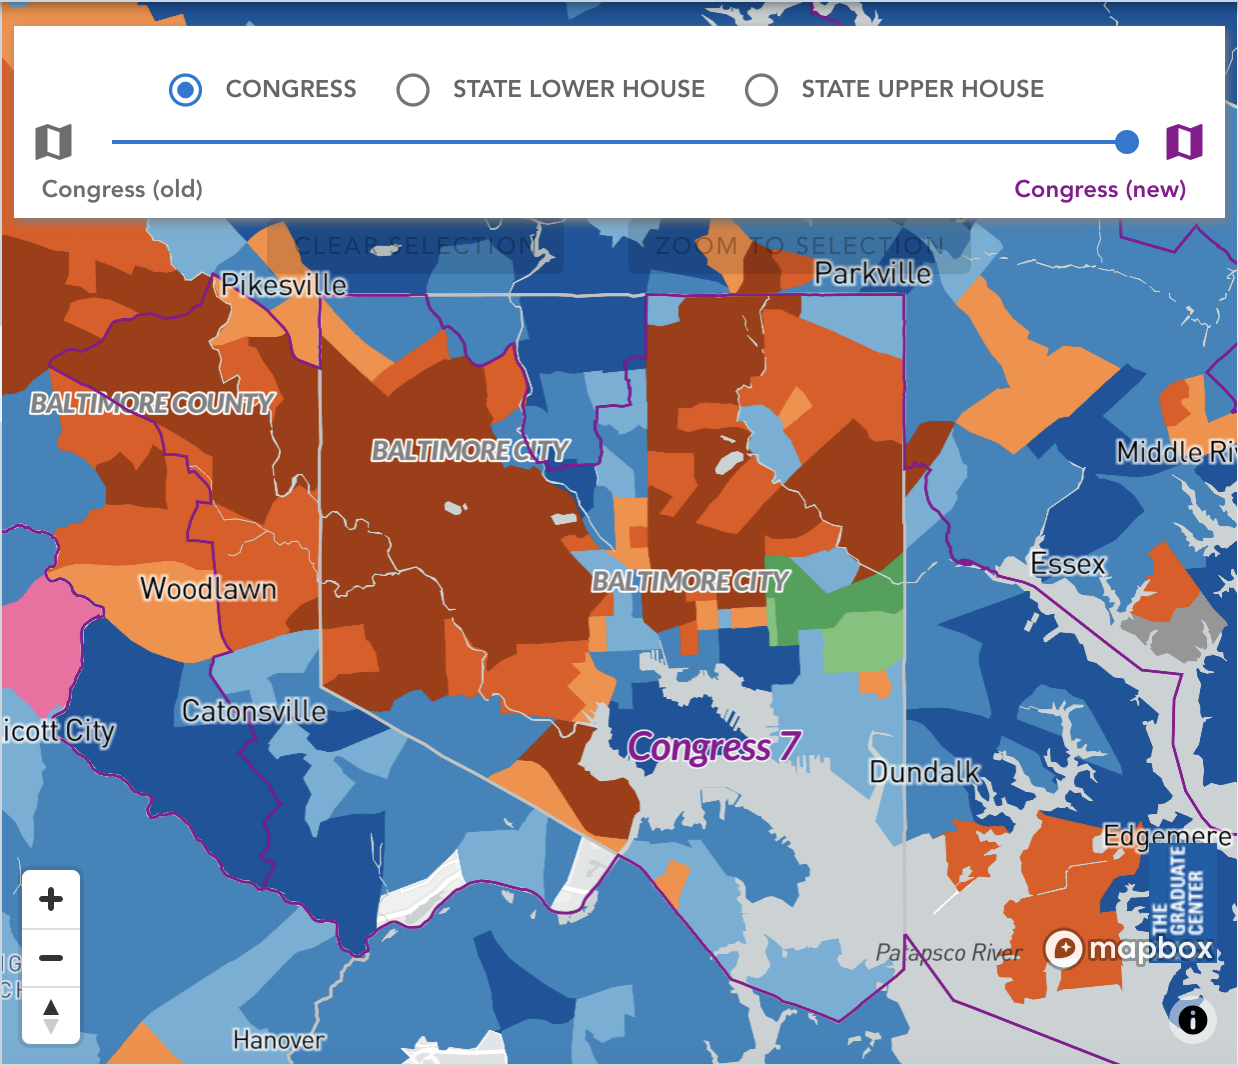 CONGRESS
STATE LOWER HOUSE
STATE UPPER HOUSE
Congress (old)
Congress (new)
CLEAR SELECTION
ZOOM TO SELECTION
Parkville
Pikesville
BALTIMORE COUNTY
BALTIMORE CITY
Middle Ri
Essex
BALTIMORE CITY
Woodlawn
Catonsville
icott City
Congress 7
Dundalk
Edgemere
THE
GRADUATE
CENTER
Patapsco River
mapbox
Hanover